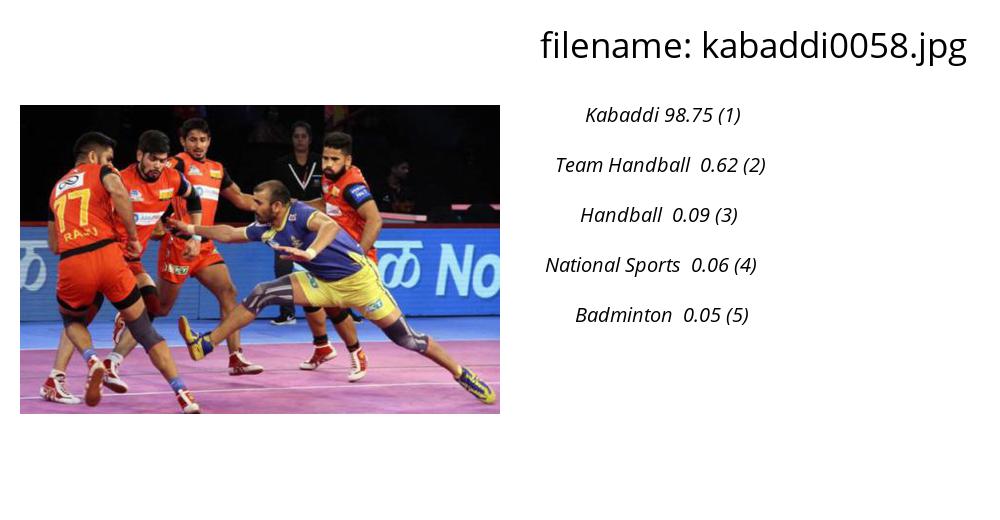 filename: kabaddi0058.jpg
Kabaddi 98.75 (1)
Team Handball 0.62 (2)
Handball 0.09 (3)
National Sports 0.06 (4)
Badminton 0.05 (5)
77
RAJU
No